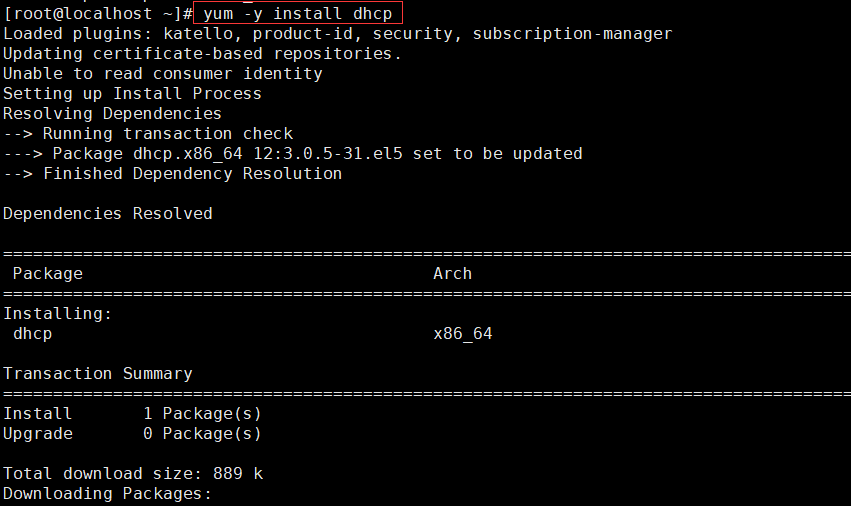 [root@localhost ~]# yum -y install dhcp
Loaded plugins: katello, product-id, security, subscription-manager
Updating certificate-based repositories.
Unable to read consumer identity
Setting up Install Process
Resolving Dependencies
--> Running transaction check
---> Package dhcp.x86_64 12:3.0.5-31.el5 set to be updated
--> Finished Dependency Resolution

Dependencies Resolved

=====================================================================================
 Package                                   Arch
=====================================================================================
Installing:
 dhcp                                      x86_64

Transaction Summary
=====================================================================================
Install       1 Package(s)
Upgrade       0 Package(s)

Total download size: 889 k
Downloading Packages: